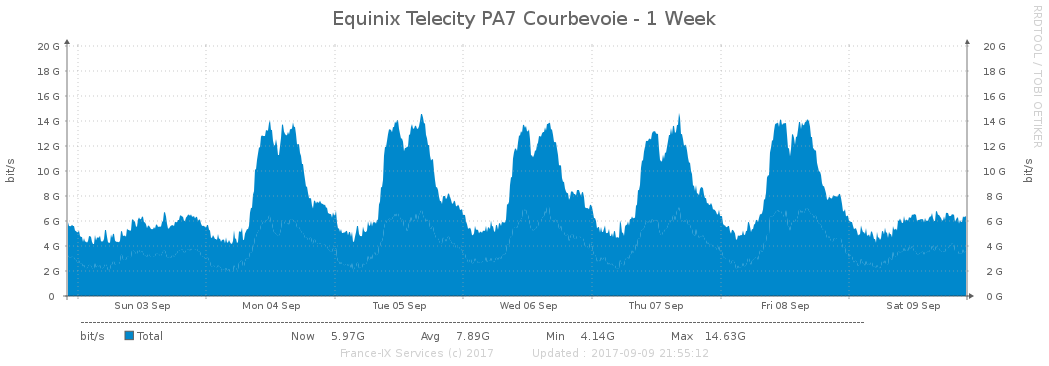 Equinix Telecity PA7 Courbevoie - 1 Week
RRDTOOL / TOBI OETIKER
20 G 20 G
18 G 18 G
16 G 16 G
14 G 14 G
12 G 12 G
10 G 10 G
8 G 8 G
6 G 6 G
4 G 4 G
2 G 2 G
0 0 G
bit/s bit/s
Sun 03 Sep Mon 04 Sep Tue 05 Sep Wed 06 Sep Thu 07 Sep Fri 08 Sep Sat 09 Sep
bit/s Total Now 5.97G Avg 7.89G Min 4.14G Max 14.63G
France-IX Services (c) 2017 Updated : 2017-09-09 21:55:12